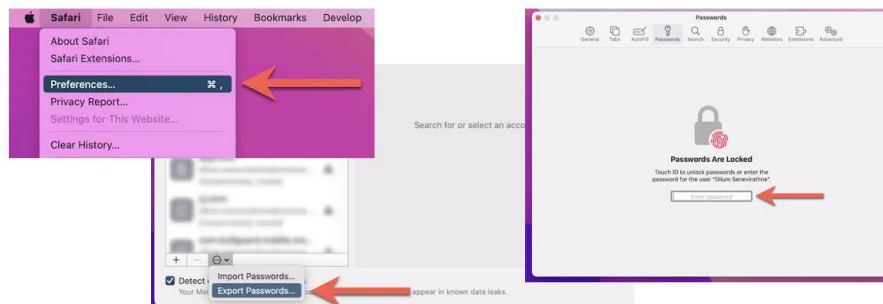 Safari File Edit View History Bookmarks Develop
About Safari
Safari Extensions...
Preferences... ⌘ ,
Privacy Report...
Settings for This Website...
Clear History...
Search for or select an acco
+ −
Import Passwords...
Export Passwords...
Detect
Your Mac
appear in known data leaks.
Passwords
General Tabs AutoFill Passwords Search Security Privacy Websites Extensions Advanced
Passwords Are Locked
Touch ID to unlock passwords or enter the
password for the user "Dilum Senevirathne".
Enter password